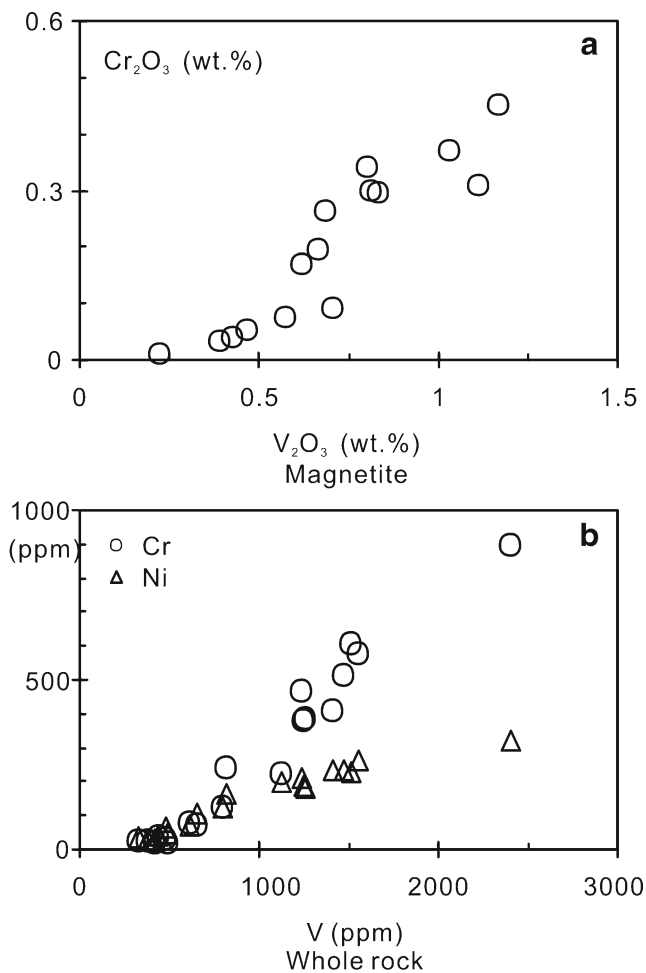 0.6
a
Cr₂O₃ (wt.%)
0.3
0
0 0.5 1 1.5
V₂O₃ (wt.%)
Magnetite
1000
b
(ppm)
Cr
Ni
500
0
0 1000 2000 3000
V (ppm)
Whole rock